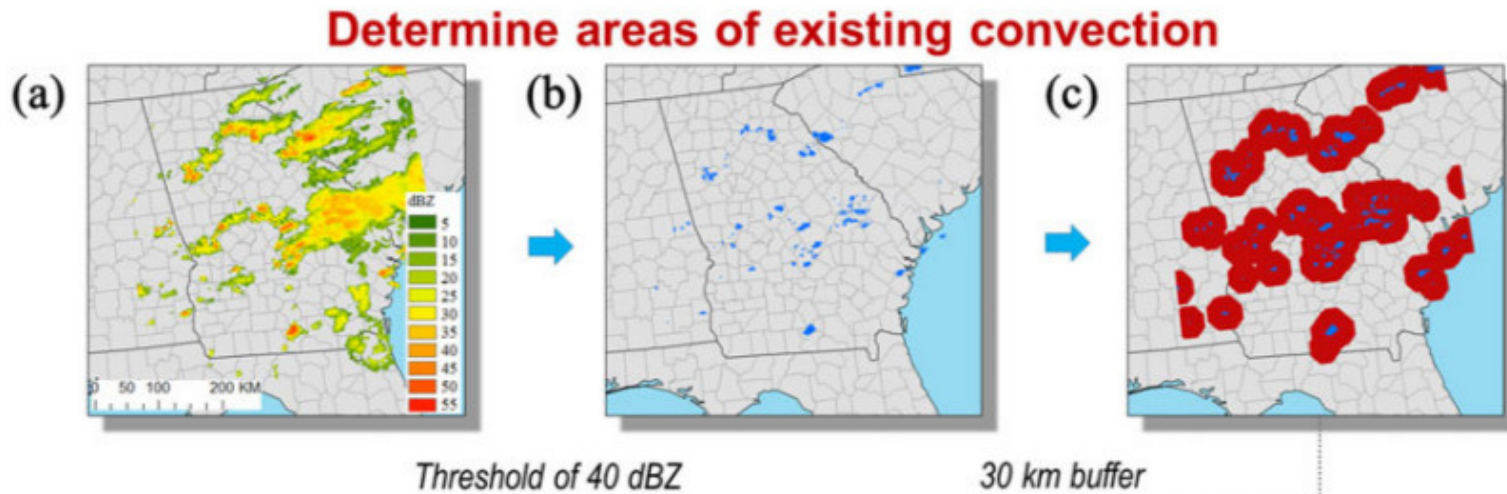 Determine areas of existing convection
(a)
(b)
(c)
dBZ
5
10
15
20
25
30
35
40
45
50
55
0 50 100 200 KM
Threshold of 40 dBZ
30 km buffer